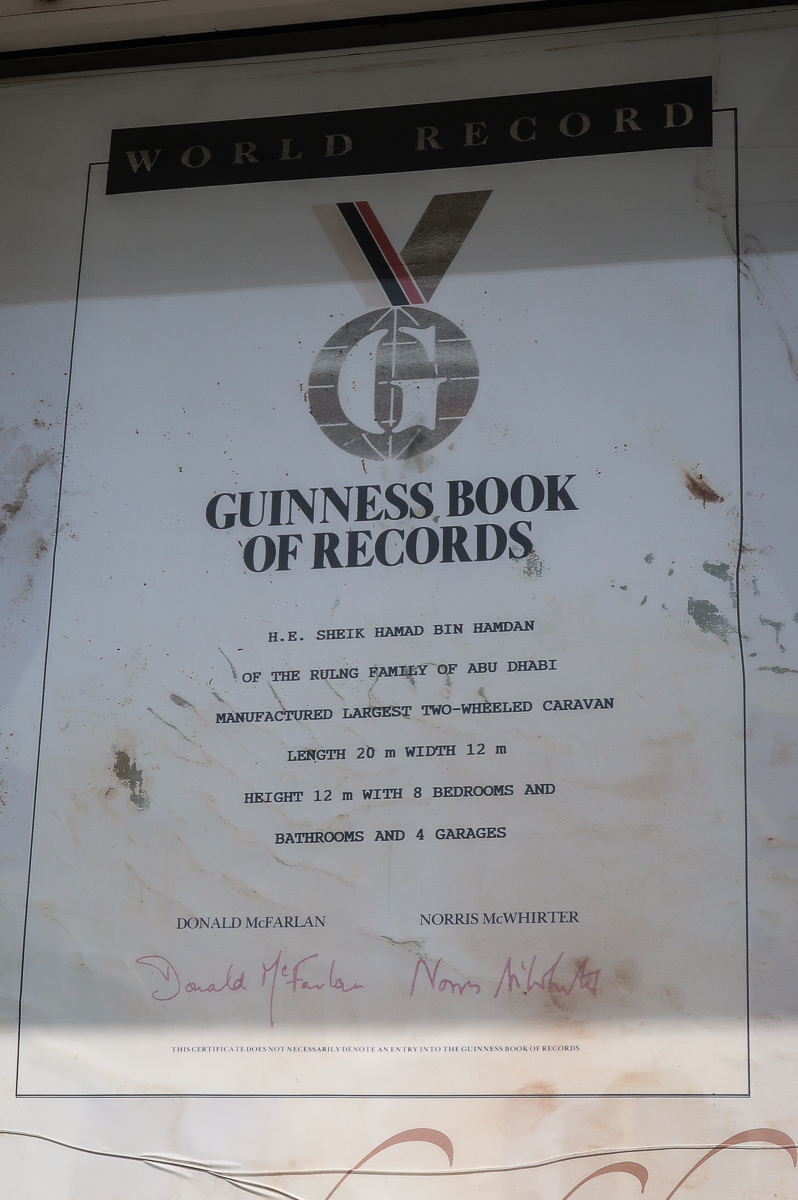 WORLD RECORD
G
GUINNESS BOOK
OF RECORDS
H.E. SHEIK HAMAD BIN HAMDAN
OF THE RULNG FAMILY OF ABU DHABI
MANUFACTURED LARGEST TWO-WHEELED CARAVAN
LENGTH 20 m WIDTH 12 m
HEIGHT 12 m WITH 8 BEDROOMS AND
BATHROOMS AND 4 GARAGES
DONALD McFARLAN NORRIS McWHIRTER
Donald McFarlan Norris McWhirter
THIS CERTIFICATE DOES NOT NECESSARILY DENOTE AN ENTRY INTO THE GUINNESS BOOK OF RECORDS